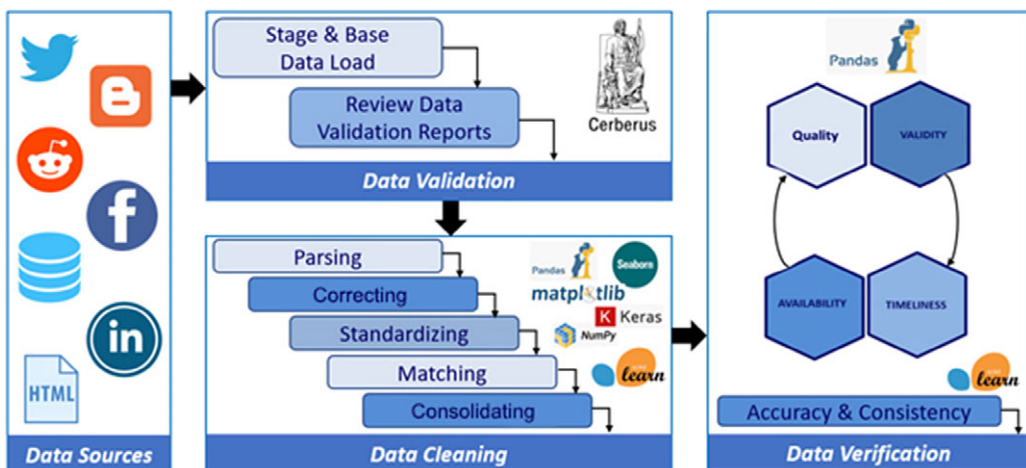 HTML
Data Sources
Stage & Base
Data Load
Review Data
Validation Reports
Cerberus
Data Validation
Parsing
Correcting
Standardizing
Matching
Consolidating
Pandas
Seaborn
matplotlib
K Keras
NumPy
learn
Data Cleaning
Pandas
Quality
VALIDITY
AVAILABILITY
TIMELINESS
learn
Accuracy & Consistency
Data Verification